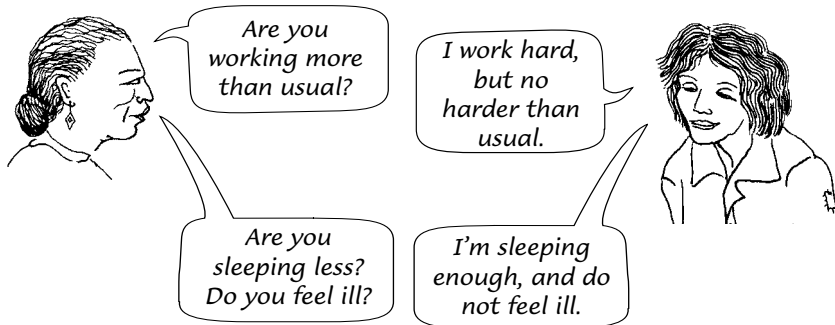 Are you
working more
than usual?
I work hard,
but no
harder than
usual.
Are you
sleeping less?
Do you feel ill?
I'm sleeping
enough, and do
not feel ill.